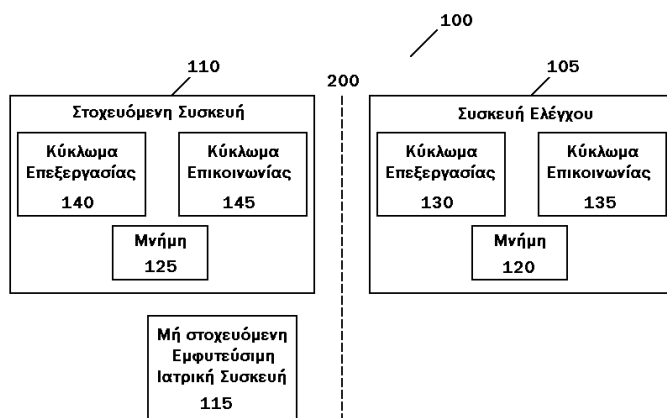 100
110
200
105
Στοχευόμενη Συσκευή
Κύκλωμα
Επεξεργασίας
140
Κύκλωμα
Επικοινωνίας
145
Μνήμη
125
Συσκευή Ελέγχου
Κύκλωμα
Επεξεργασίας
130
Κύκλωμα
Επικοινωνίας
135
Μνήμη
120
Μή στοχευόμενη
Εμφυτεύσιμη
Ιατρική Συσκευή
115